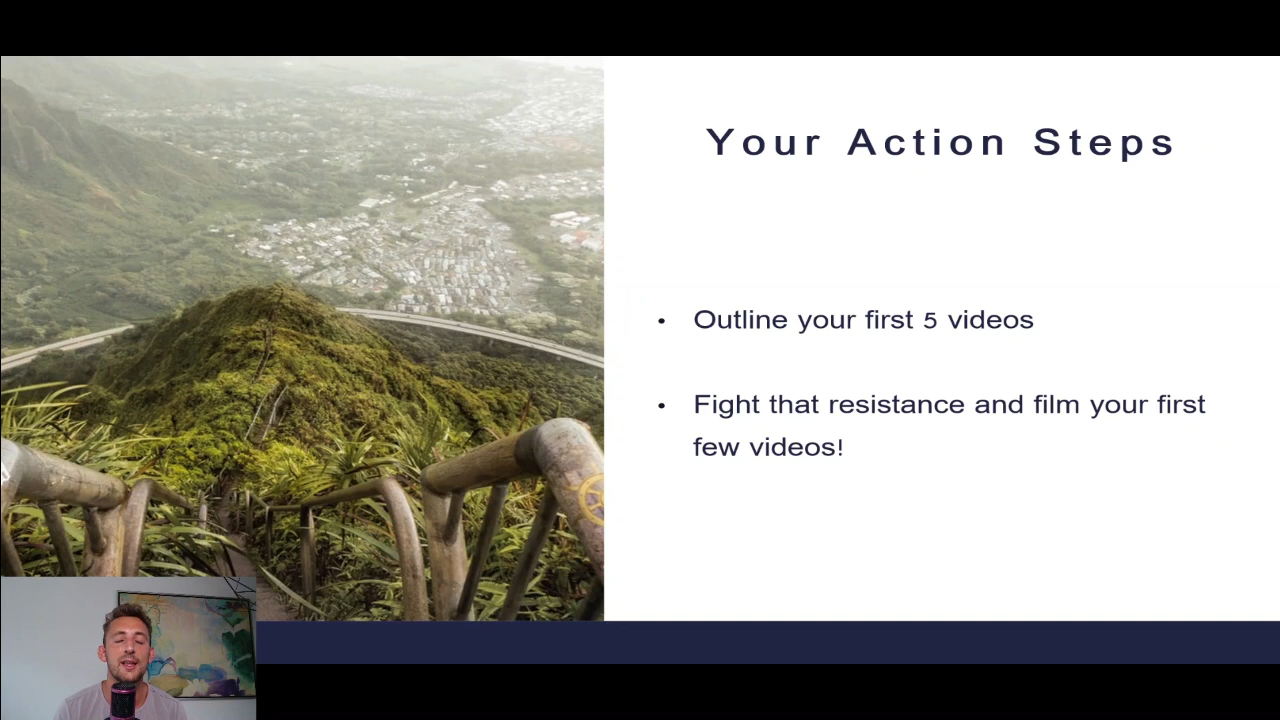 Your Action Steps
• Outline your first 5 videos
• Fight that resistance and film your first
few videos!